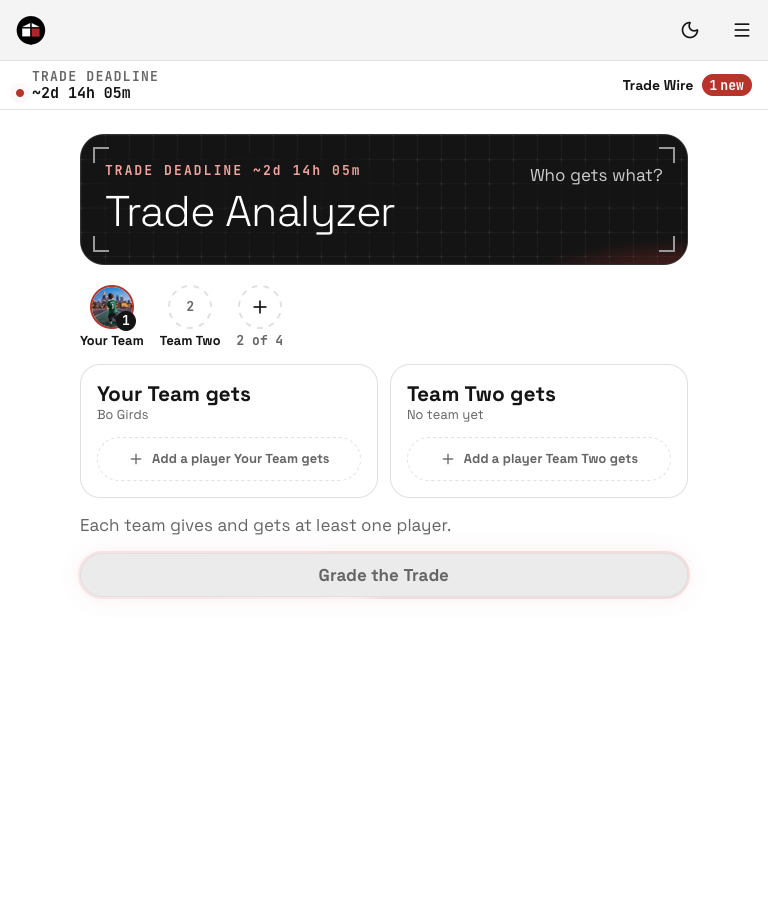 TRADE DEADLINE
~2d 14h 05m
Trade Wire
1 new
TRADE DEADLINE ~2d 14h 05m
Who gets what?
Trade Analyzer
1
2
Your Team
Team Two
2 of 4
Your Team gets
Bo Girds
Add a player Your Team gets
Team Two gets
No team yet
Add a player Team Two gets
Each team gives and gets at least one player.
Grade the Trade